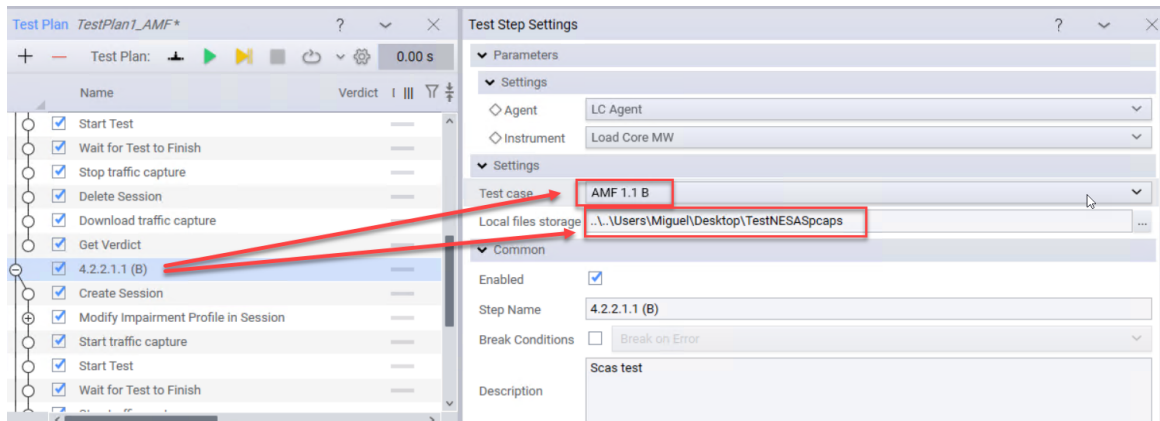 Test Plan TestPlan1_AMF* ?
Test Plan: 0.00 s
Name Verdict
Start Test
Wait for Test to Finish
Stop traffic capture
Delete Session
Download traffic capture
Get Verdict
4.2.2.1.1 (B)
Create Session
Modify Impairment Profile in Session
Start traffic capture
Start Test
Wait for Test to Finish
Test Step Settings ?
Parameters
Settings
Agent LC Agent
Instrument Load Core MW
Settings
Test case AMF 1.1 B
Local files storage ..\..\Users\Miguel\Desktop\TestNESASpcaps ...
Common
Enabled
Step Name 4.2.2.1.1 (B)
Break Conditions Break on Error
Description Scas test